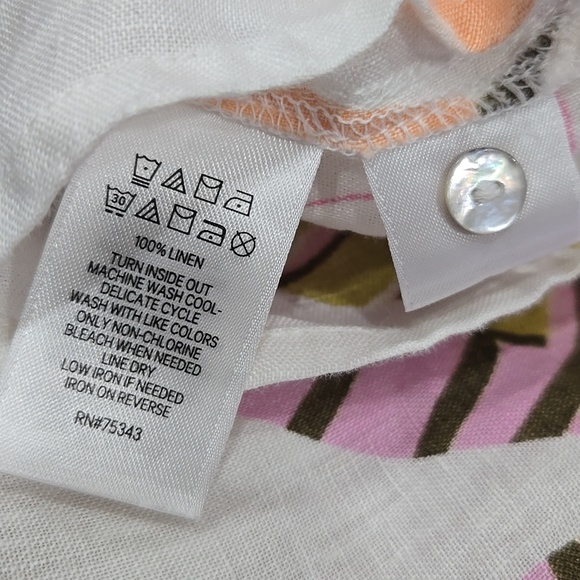 30
100% LINEN
TURN INSIDE OUT
MACHINE WASH COOL-
DELICATE CYCLE
WASH WITH LIKE COLORS
ONLY NON-CHLORINE
BLEACH WHEN NEEDED
LINE DRY
LOW IRON IF NEEDED
IRON ON REVERSE
RN#75343